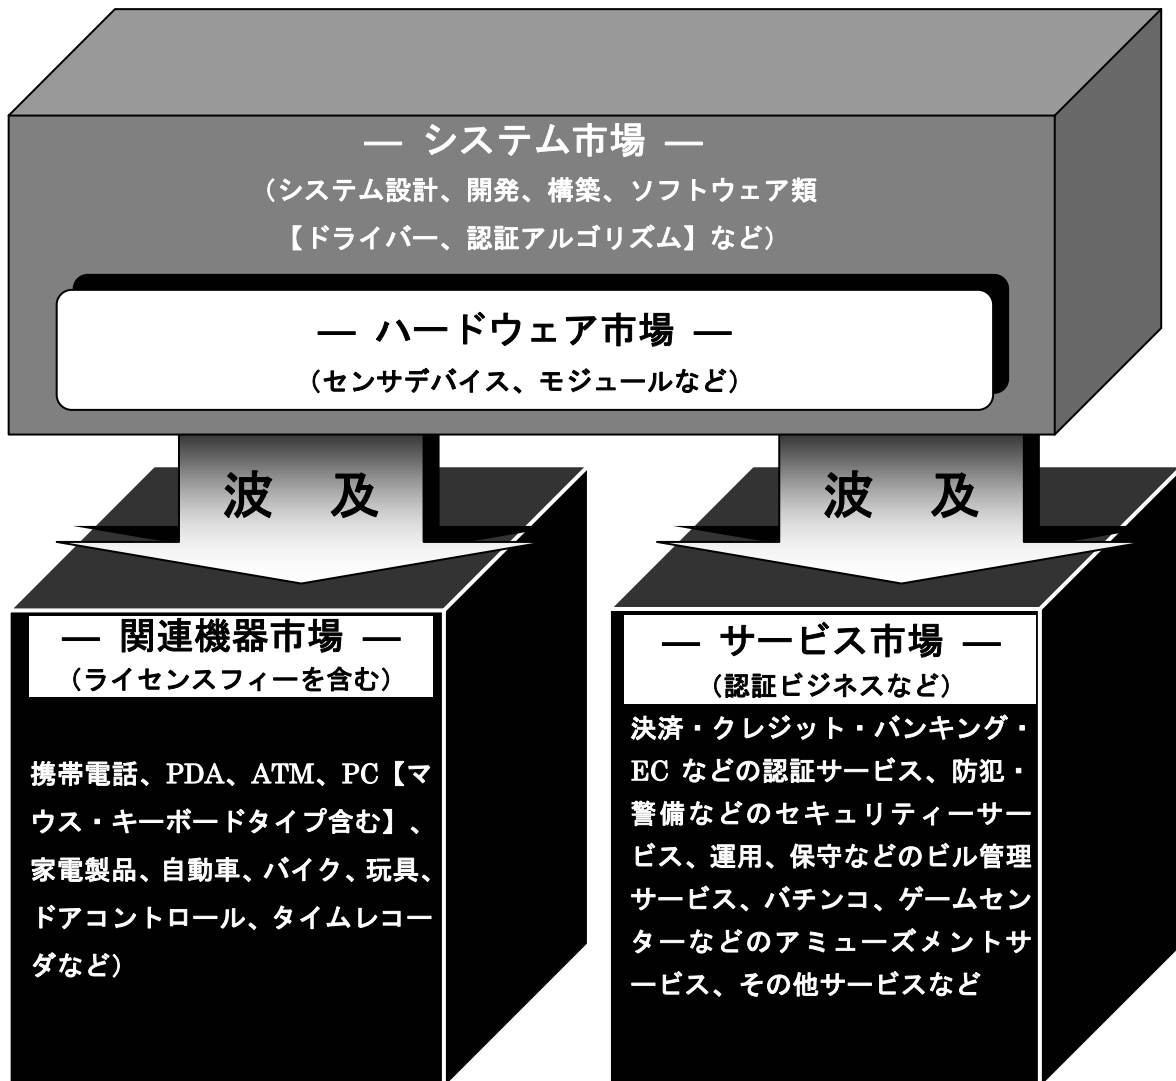 ― システム市場 ―
（システム設計、開発、構築、ソフトウェア類
【ドライバー、認証アルゴリズム】など）
― ハードウェア市場 ―
（センサデバイス、モジュールなど）
波 及
波 及
― 関連機器市場 ―
（ライセンスフィーを含む）
携帯電話、PDA、ATM、PC【マ
ウス・キーボードタイプ含む】、
家電製品、自動車、バイク、玩具、
ドアコントロール、タイムレコー
ダなど）
― サービス市場 ―
（認証ビジネスなど）
決済・クレジット・バンキング・
EC などの認証サービス、防犯・
警備などのセキュリティーサー
ビス、運用、保守などのビル管理
サービス、パチンコ、ゲームセン
ターなどのアミューズメントサ
ービス、その他サービスなど